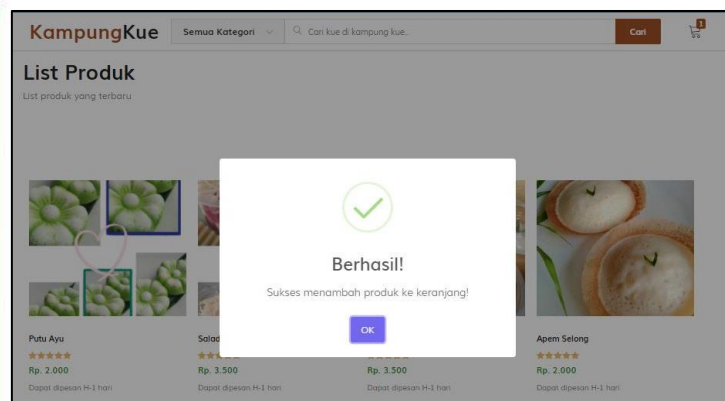 KampungKue Semua Kategori Cari kue di kampung kue.. Cari 1
List Produk
List produk yang terbaru
Berhasil!
Sukses menambah produk ke keranjang!
OK
Putu Ayu Salad Apem Selong
Rp. 2.000 Rp. 3.500 Rp. 3.500 Rp. 2.000
Dapat dipesan H-1 hari Dapat dipesan H-1 hari Dapat dipesan H-1 hari Dapat dipesan H-1 hari